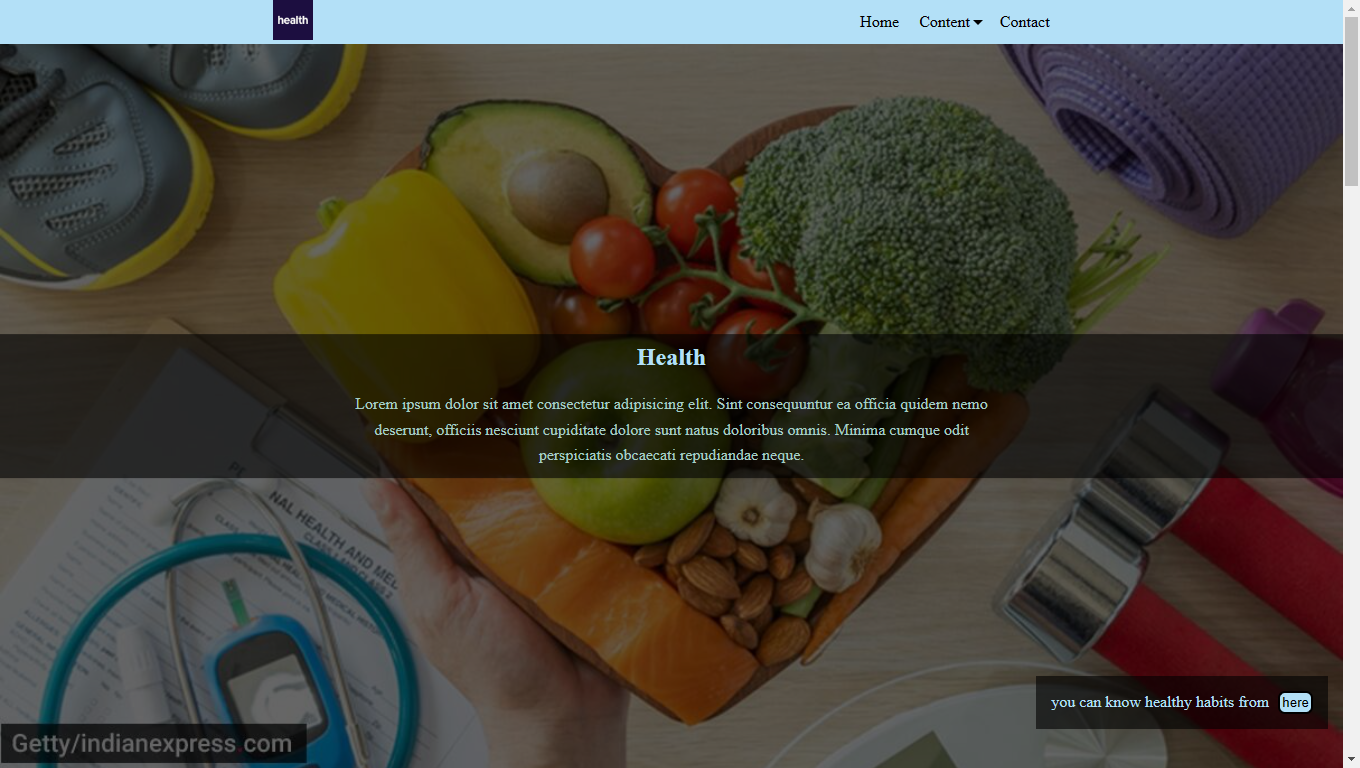 health
Home Content Contact
Health
Lorem ipsum dolor sit amet consectetur adipisicing elit. Sint consequuntur ea officia quidem nemo
deserunt, officiis nesciunt cupiditate dolore sunt natus doloribus omnis. Minima cumque odit
perspiciatis obcaecati repudiandae neque.
NAL HEALTH AND MED
you can know healthy habits from here
Getty/indianexpress.com